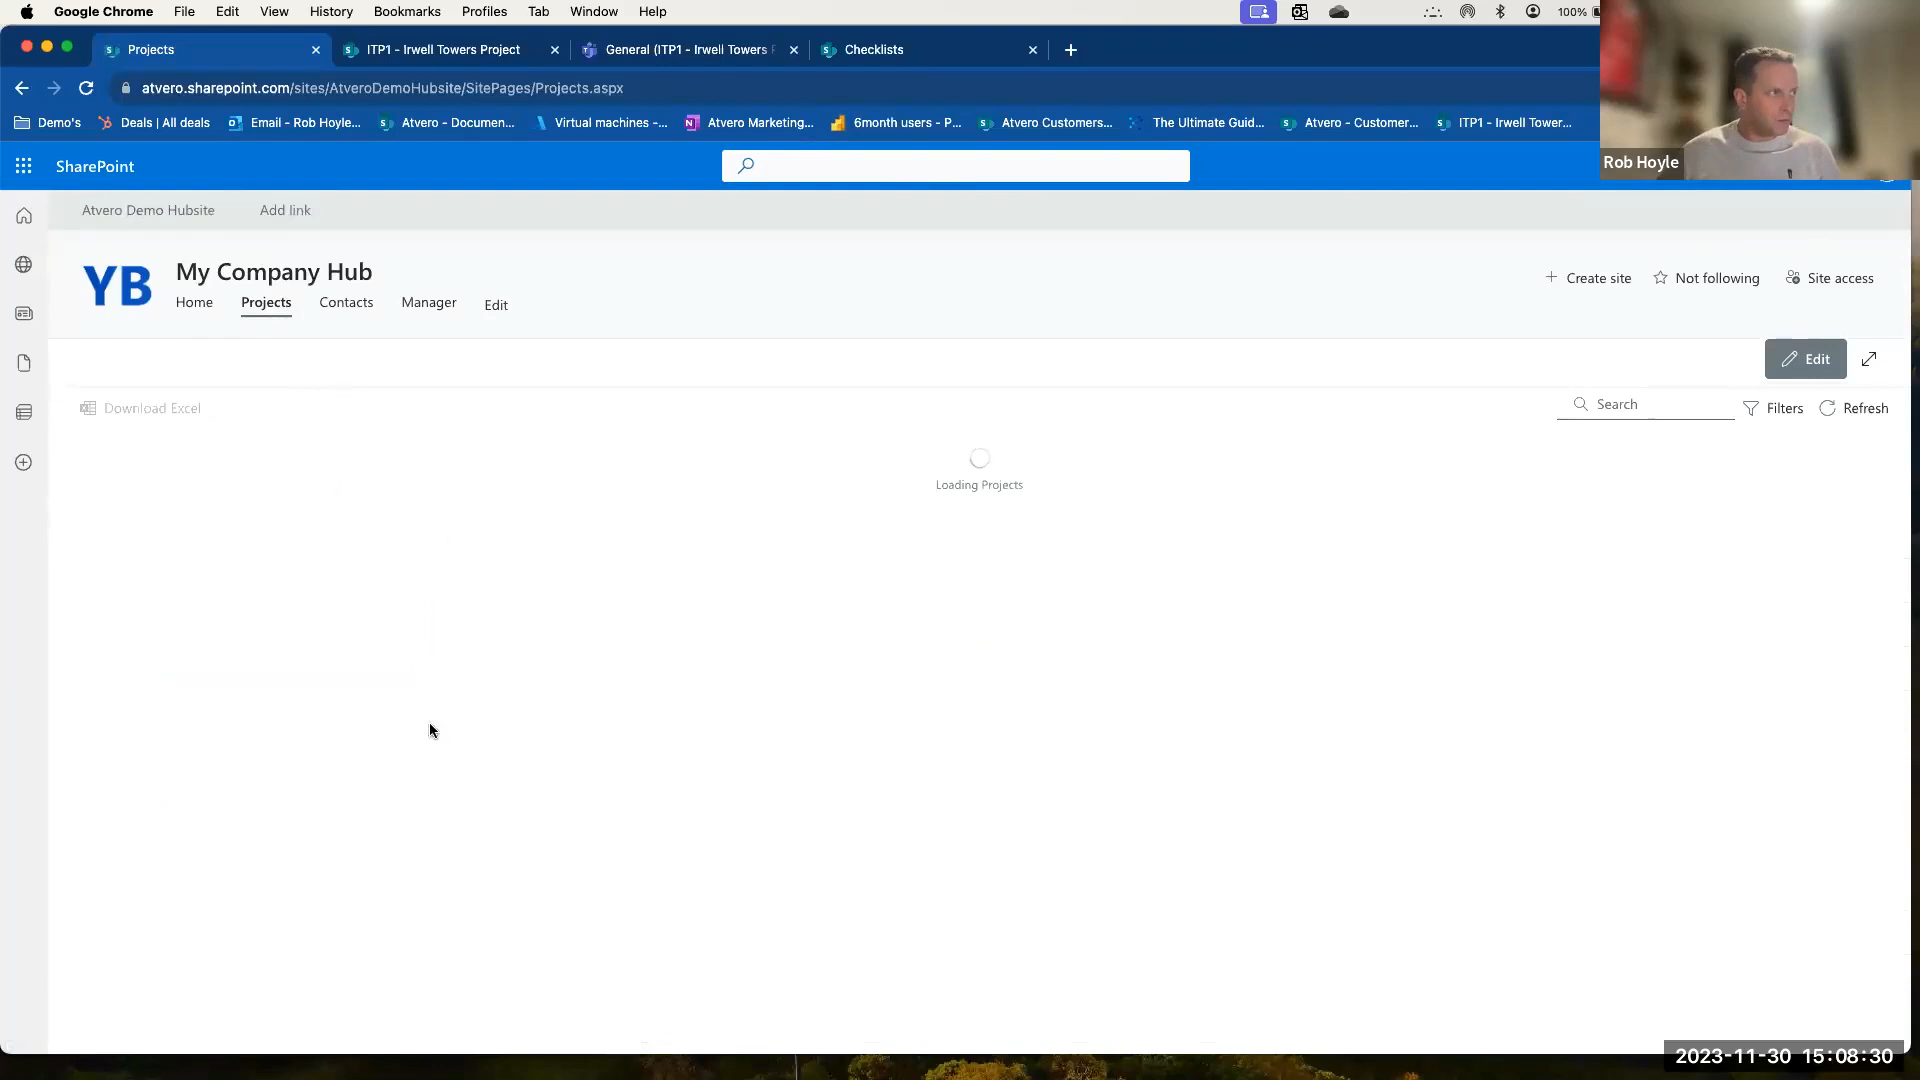 Google Chrome File Edit View History Bookmarks Profiles Tab Window Help 100%
Projects ITP1 - Irwell Towers Project General (ITP1 - Irwell Towers Checklists
atvero.sharepoint.com/sites/AtveroDemoHubsite/SitePages/Projects.aspx
Demo's Deals | All deals Email - Rob Hoyle... Atvero - Documen... Virtual machines -... Atvero Marketing... 6month users - P... Atvero Customers... The Ultimate Guid... Atvero - Customer... ITP1 - Irwell Tower...
Rob Hoyle
SharePoint
Atvero Demo Hubsite Add link
YB My Company Hub
Home Projects Contacts Manager Edit
Create site Not following Site access
Edit
Download Excel Search Filters Refresh
Loading Projects
2023-11-30 15:08:30